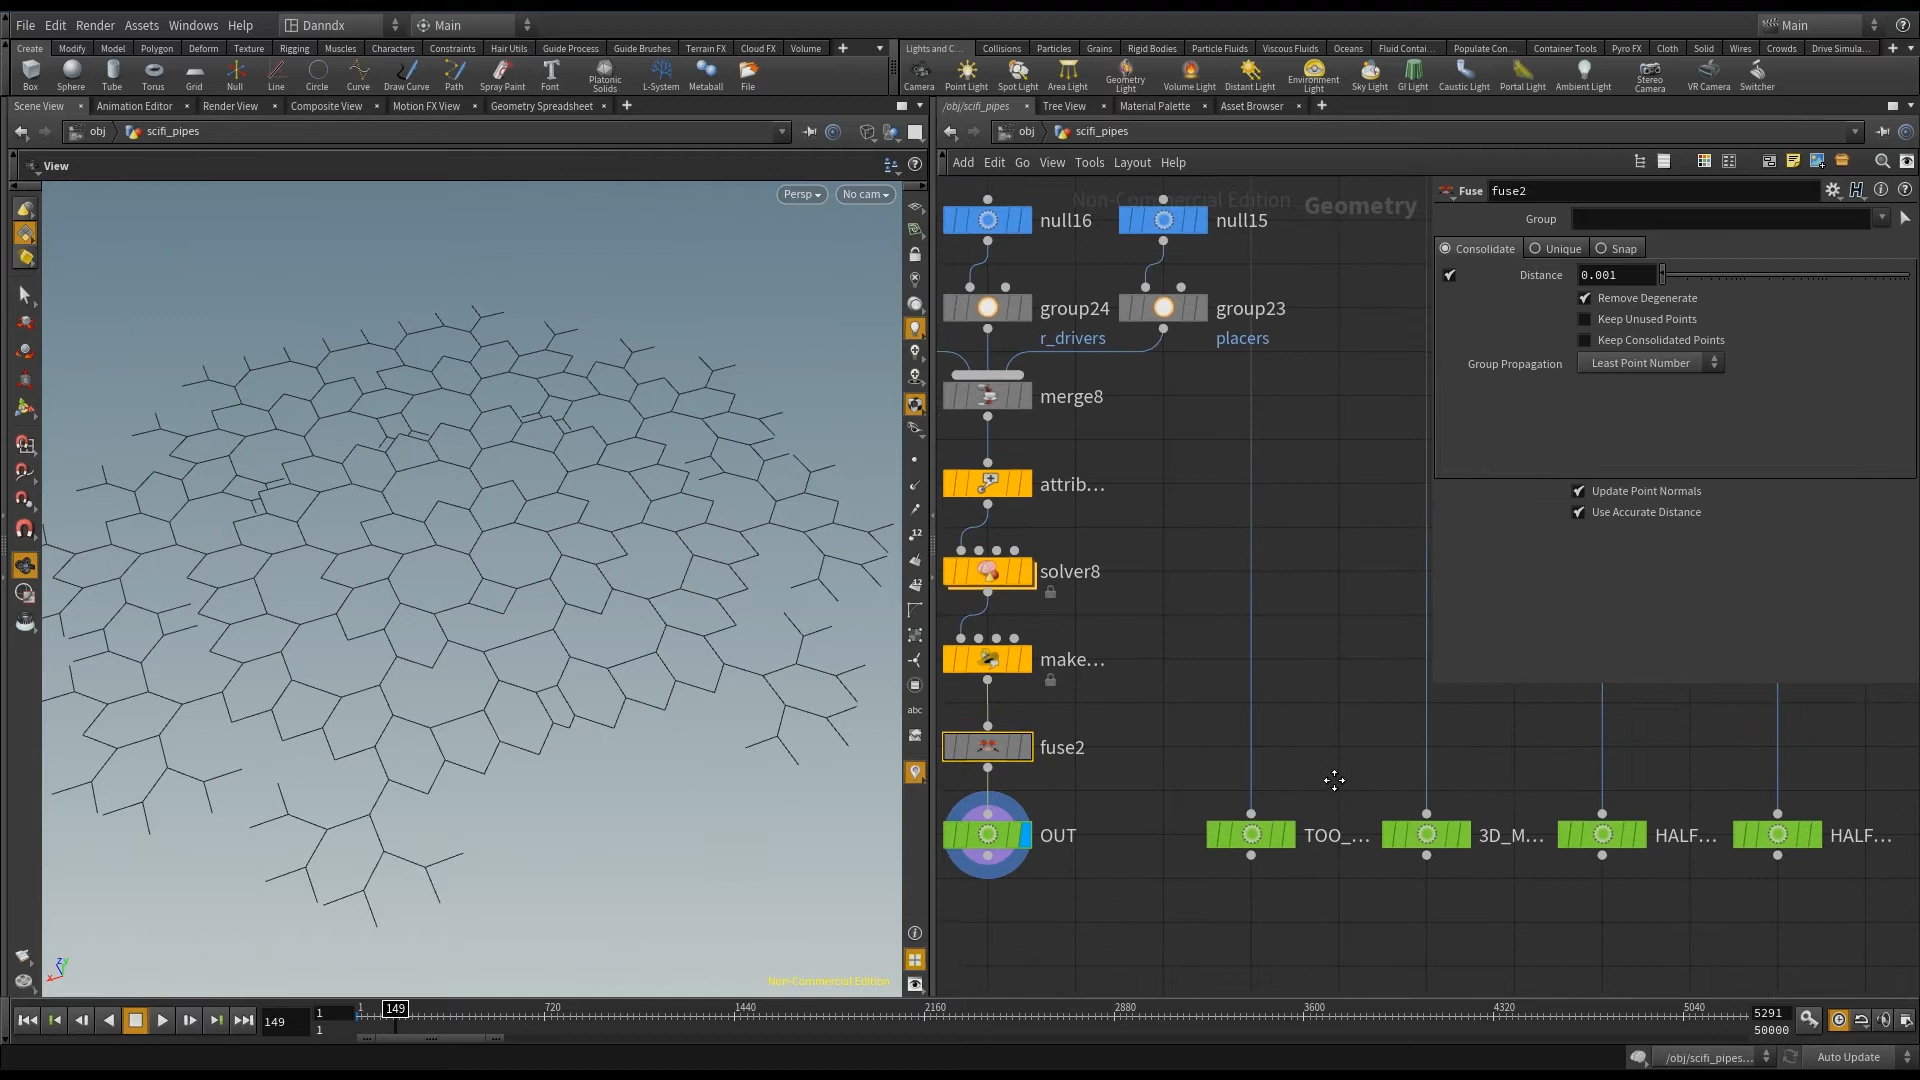 File Edit Render Assets Windows Help Danndx Main Main
Create Modify Model Polygon Deform Texture Rigging Muscles Characters Constraints Hair Utils Guide Process Guide Brushes Terrain FX Cloud FX Volume
Lights and C... Collisions Particles Grains Rigid Bodies Particle Fluids Viscous Fluids Oceans Fluid Contai... Populate Con... Container Tools Pyro FX Cloth Solid Wires Crowds Drive Simula...
Box Sphere Tube Torus Grid Null Line Circle Curve Draw Curve Path Spray Paint Font Platonic Solids L-System Metaball File
Camera Point Light Spot Light Area Light Geometry Light Volume Light Distant Light Environment Light Sky Light GI Light Caustic Light Portal Light Ambient Light Stereo Camera VR Camera Switcher
Scene View Animation Editor Render View Composite View Motion FX View Geometry Spreadsheet
/obj/scifi_pipes Tree View Material Palette Asset Browser
obj scifi_pipes
obj scifi_pipes
View
Add Edit Go View Tools Layout Help
Persp No cam
Non-Commercial Edition
Geometry
Fuse fuse2
Group
Consolidate Unique Snap
Distance 0.001
Remove Degenerate
Keep Unused Points
Keep Consolidated Points
Group Propagation Least Point Number
Update Point Normals
Use Accurate Distance
null16 null15
group24 group23
r_drivers placers
merge8
attrib...
solver8
make...
fuse2
OUT TOO_... 3D_M... HALF... HALF...
12
12
abc
z y
x
Non-Commercial Edition
149 1 1 1 149 720 1440 2160 2880 3600 4320 5040 5291
50000
/obj/scifi_pipes... Auto Update